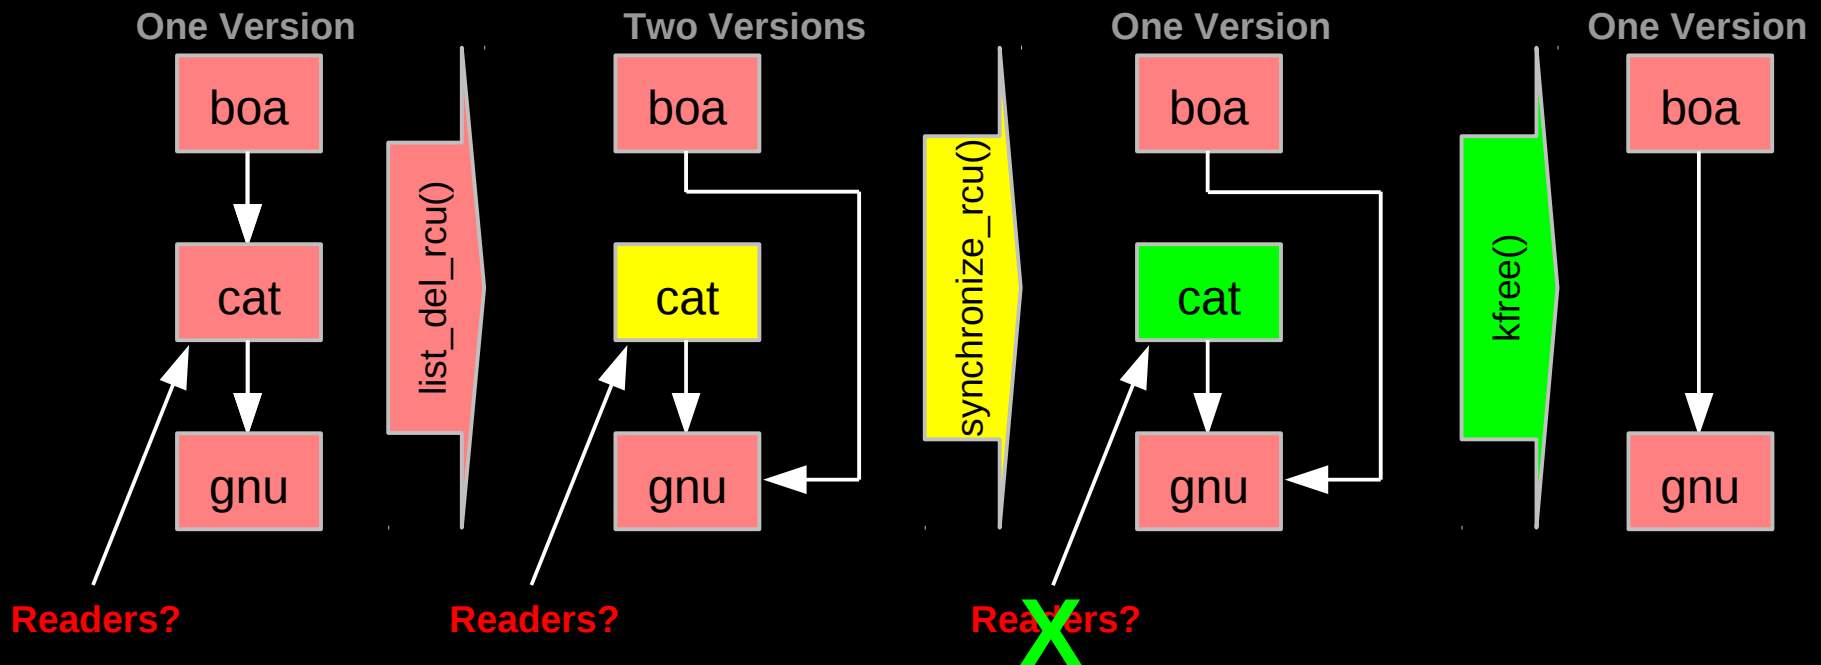 One Version
boa
cat
gnu
Readers?
list_del_rcu()
Two Versions
boa
cat
gnu
Readers?
synchronize_rcu()
One Version
boa
cat
gnu
Readers?
X
kfree()
One Version
boa
gnu